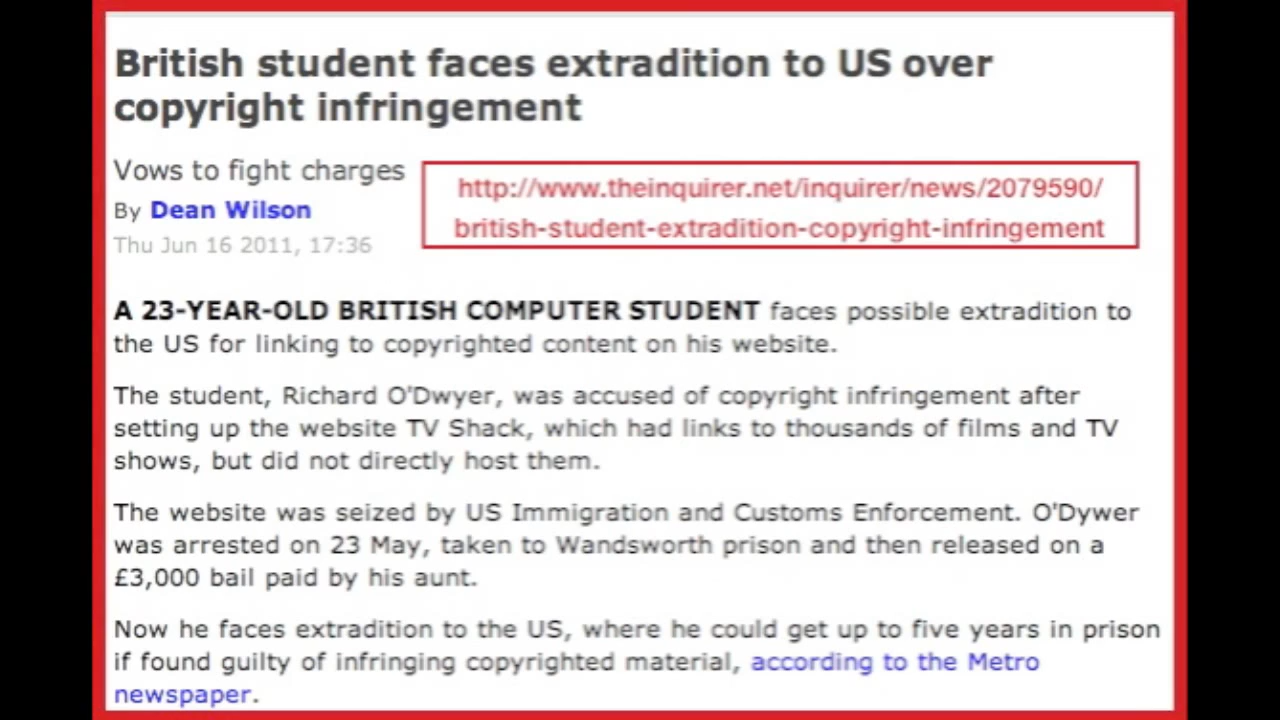 British student faces extradition to US over
copyright infringement
Vows to fight charges
By Dean Wilson
Thu Jun 16 2011, 17:36
http://www.theinquirer.net/inquirer/news/2079590/
british-student-extradition-copyright-infringement
A 23-YEAR-OLD BRITISH COMPUTER STUDENT faces possible extradition to
the US for linking to copyrighted content on his website.
The student, Richard O'Dwyer, was accused of copyright infringement after
setting up the website TV Shack, which had links to thousands of films and TV
shows, but did not directly host them.
The website was seized by US Immigration and Customs Enforcement. O'Dywer
was arrested on 23 May, taken to Wandsworth prison and then released on a
£3,000 bail paid by his aunt.
Now he faces extradition to the US, where he could get up to five years in prison
if found guilty of infringing copyrighted material, according to the Metro
newspaper.